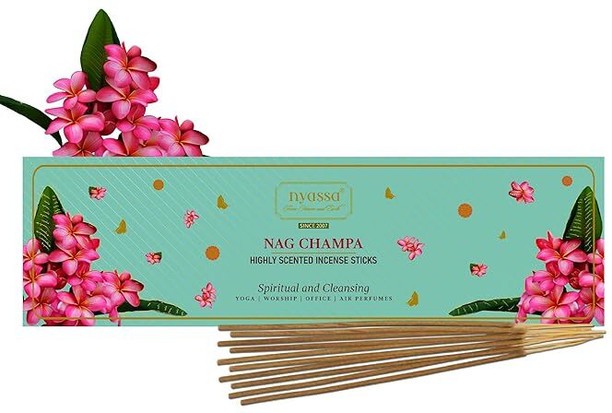 nyassa®
SINCE 2007
NAG CHAMPA
HIGHLY SCENTED INCENSE STICKS
Spiritual and Cleansing
YOGA | WORSHIP | OFFICE | AIR PERFUMES